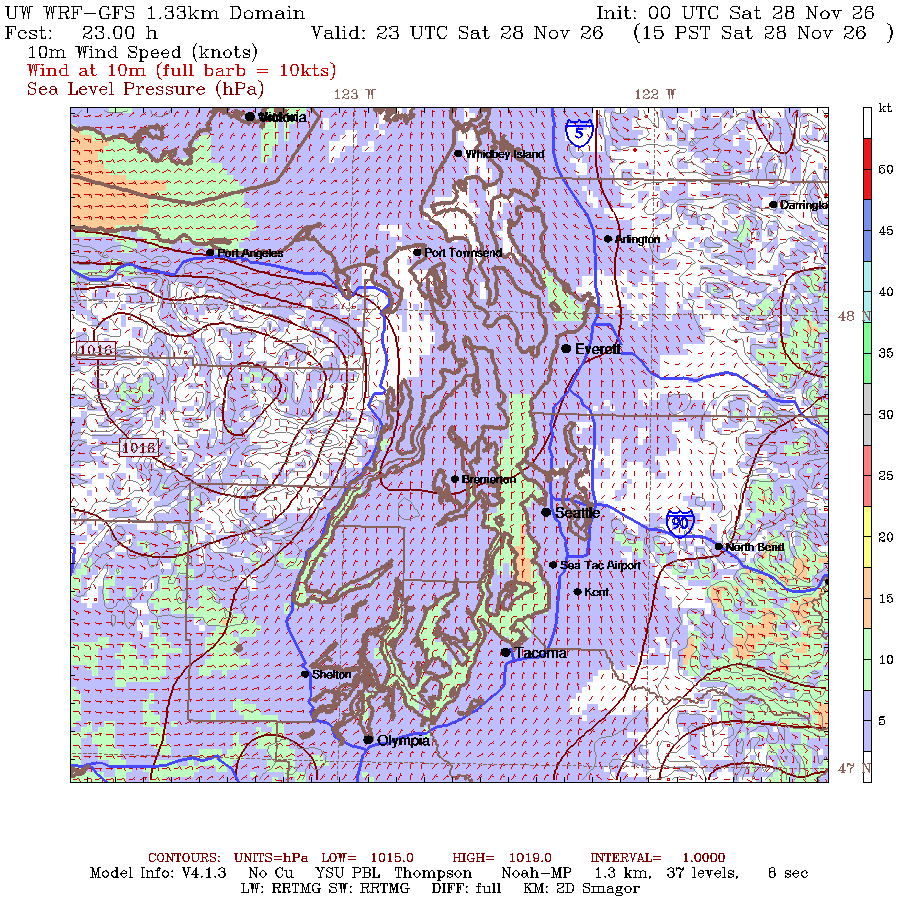 UW WRF-GFS 1.33km Domain Init: 00 UTC Sat 28 Nov 26
Fcst: 23.00 h Valid: 23 UTC Sat 28 Nov 26 (15 PST Sat 28 Nov 26 )
10m Wind Speed (knots)
Wind at 10m (full barb = 10kts)
Sea Level Pressure (hPa)
123 W 122 W
kt
Victoria
5
Whidbey Island
60
Darringto
45
Arlington
Port Angeles
Port Townsend
40
48 N
Everett
1016
35
30
1016
Bremerton
25
Seattle
90
20
North Bend
Sea Tac Airport
Kent
15
Tacoma
10
Shelton
5
Olympia
47 N
CONTOURS: UNITS=hPa LOW= 1015.0 HIGH= 1019.0 INTERVAL= 1.0000
Model Info: V4.1.3 No Cu YSU PBL Thompson Noah-MP 1.3 km, 37 levels, 8 sec
LW: RRTMG SW: RRTMG DIFF: full KM: 2D Smagor